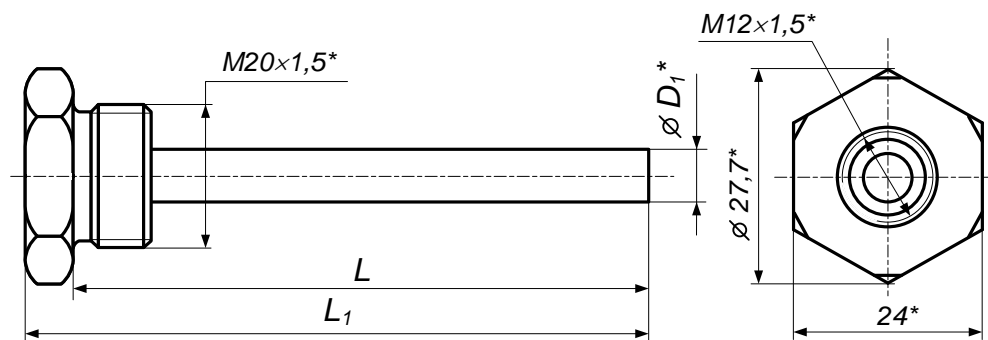 M20×1,5*
L
L₁
⌀ D₁*
M12×1,5*
⌀ 27,7*
24*